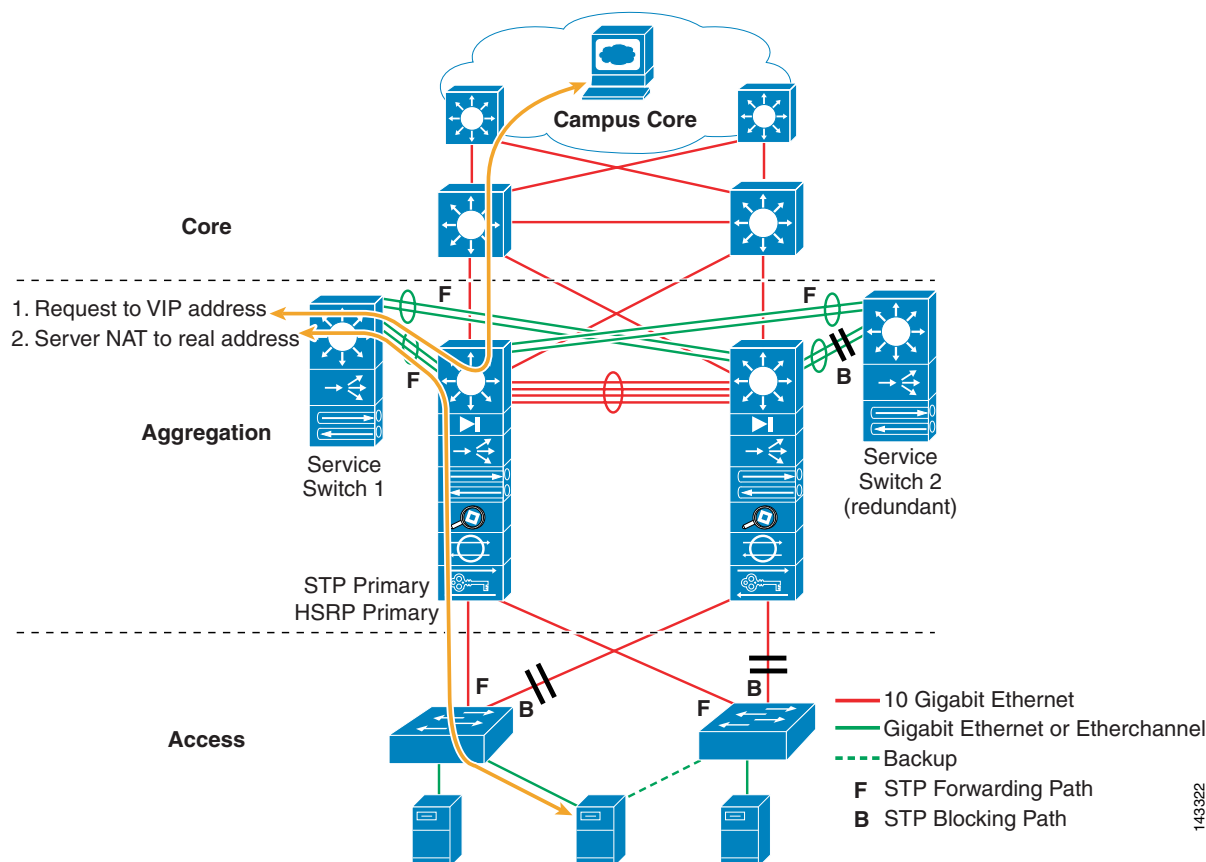 Campus Core
Core
1. Request to VIP address
2. Server NAT to real address
F
F
F
B
Aggregation
Service
Switch 1
Service
Switch 2
(redundant)
STP Primary
HSRP Primary
F
B
F
B
Access
10 Gigabit Ethernet
Gigabit Ethernet or Etherchannel
Backup
F STP Forwarding Path
B STP Blocking Path
143322